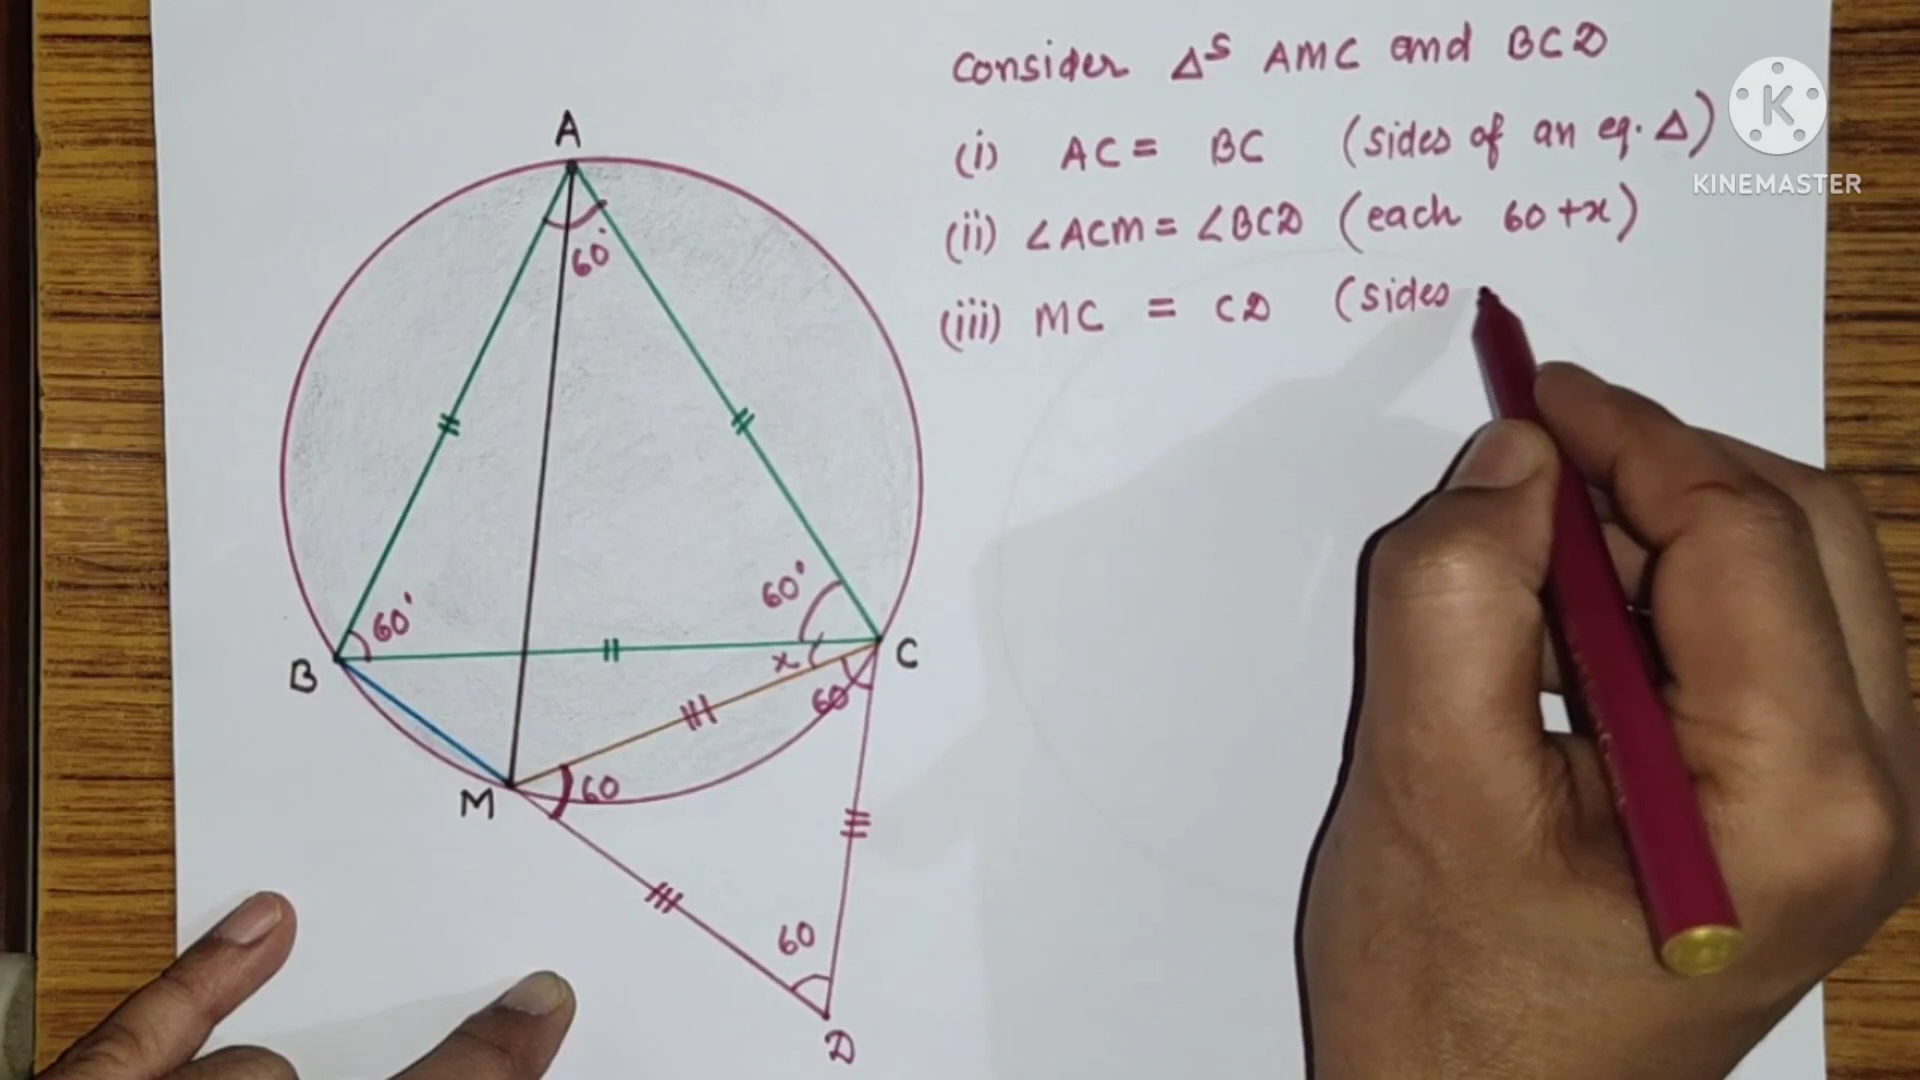 Consider Δˢ AMC and BCD
(i) AC = BC (sides of an eq. Δ)
(ii) ∠ACM = ∠BCD (each 60+x)
(iii) MC = CD (sides
K
KINEMASTER
A
60°
60°
60°
B
x
C
60
M
60
60
D